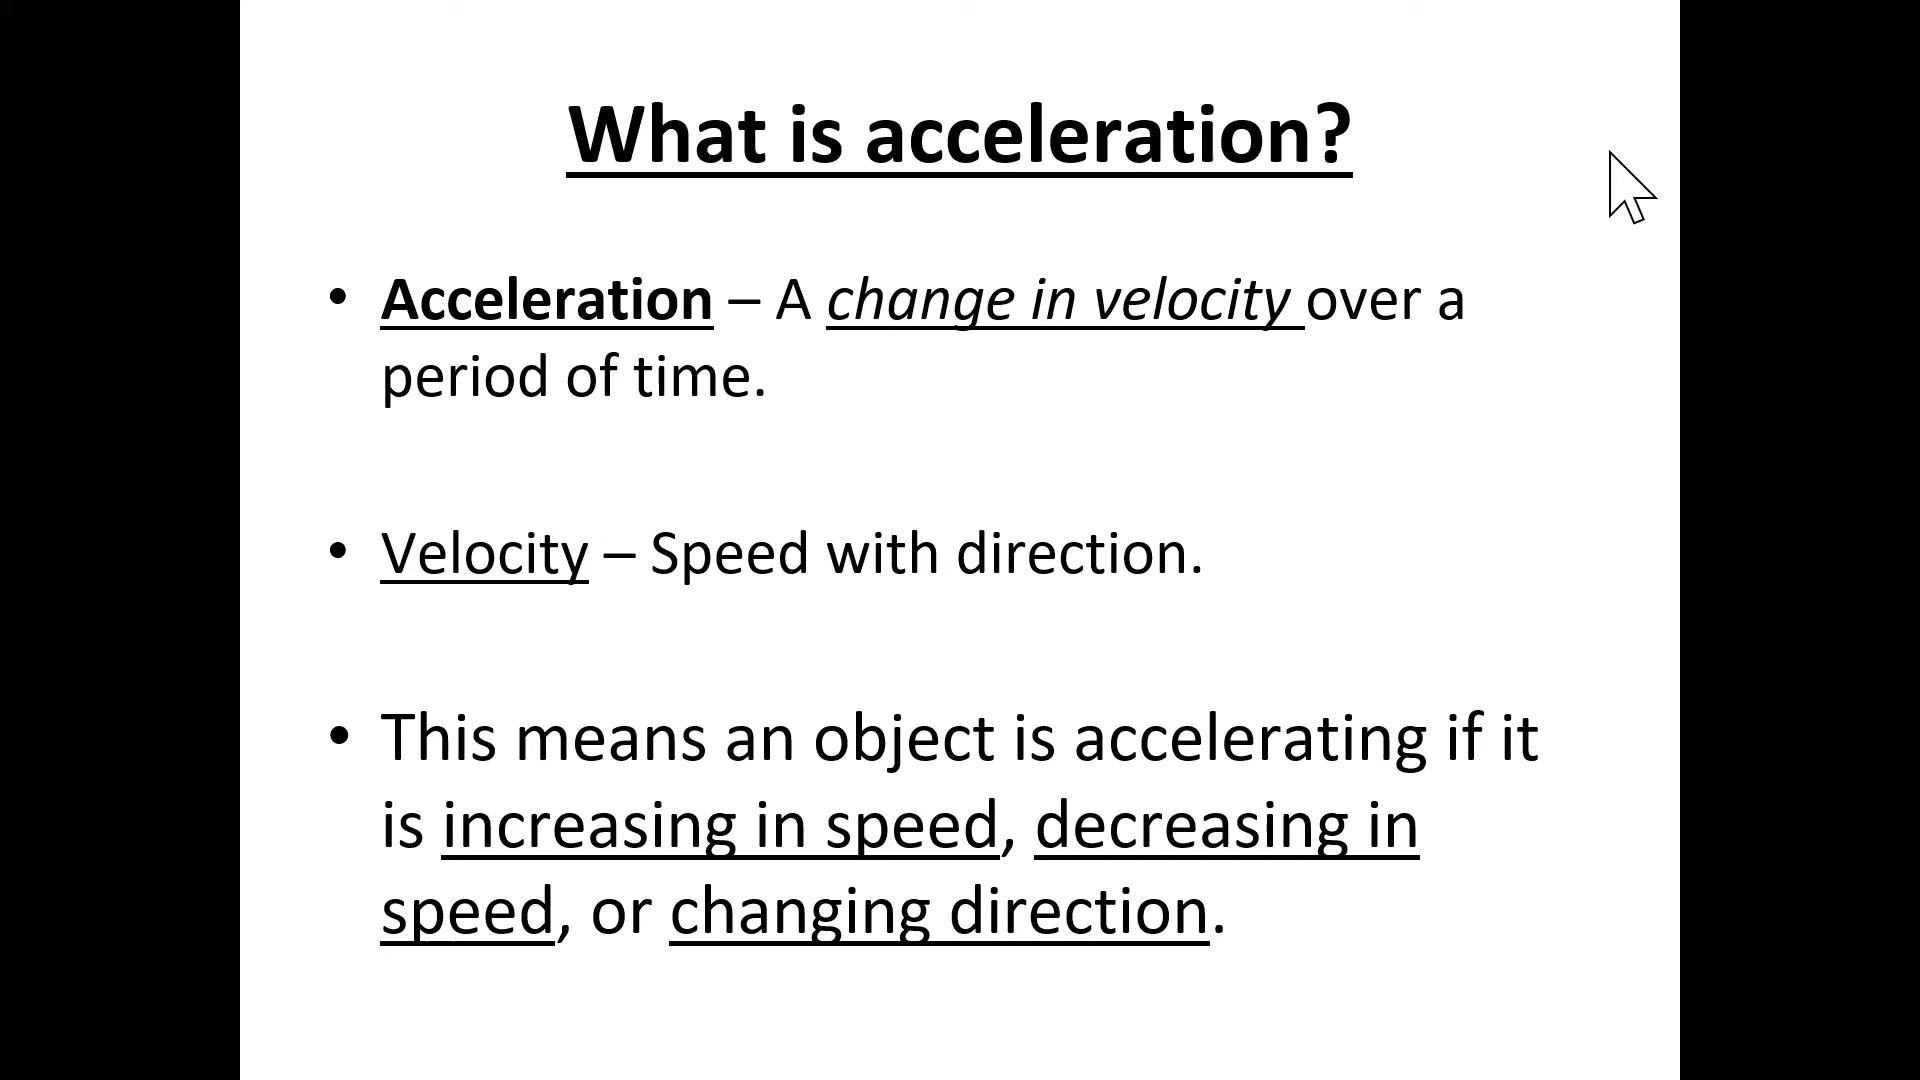 What is acceleration?
• Acceleration – A change in velocity over a
period of time.
• Velocity – Speed with direction.
• This means an object is accelerating if it
is increasing in speed, decreasing in
speed, or changing direction.